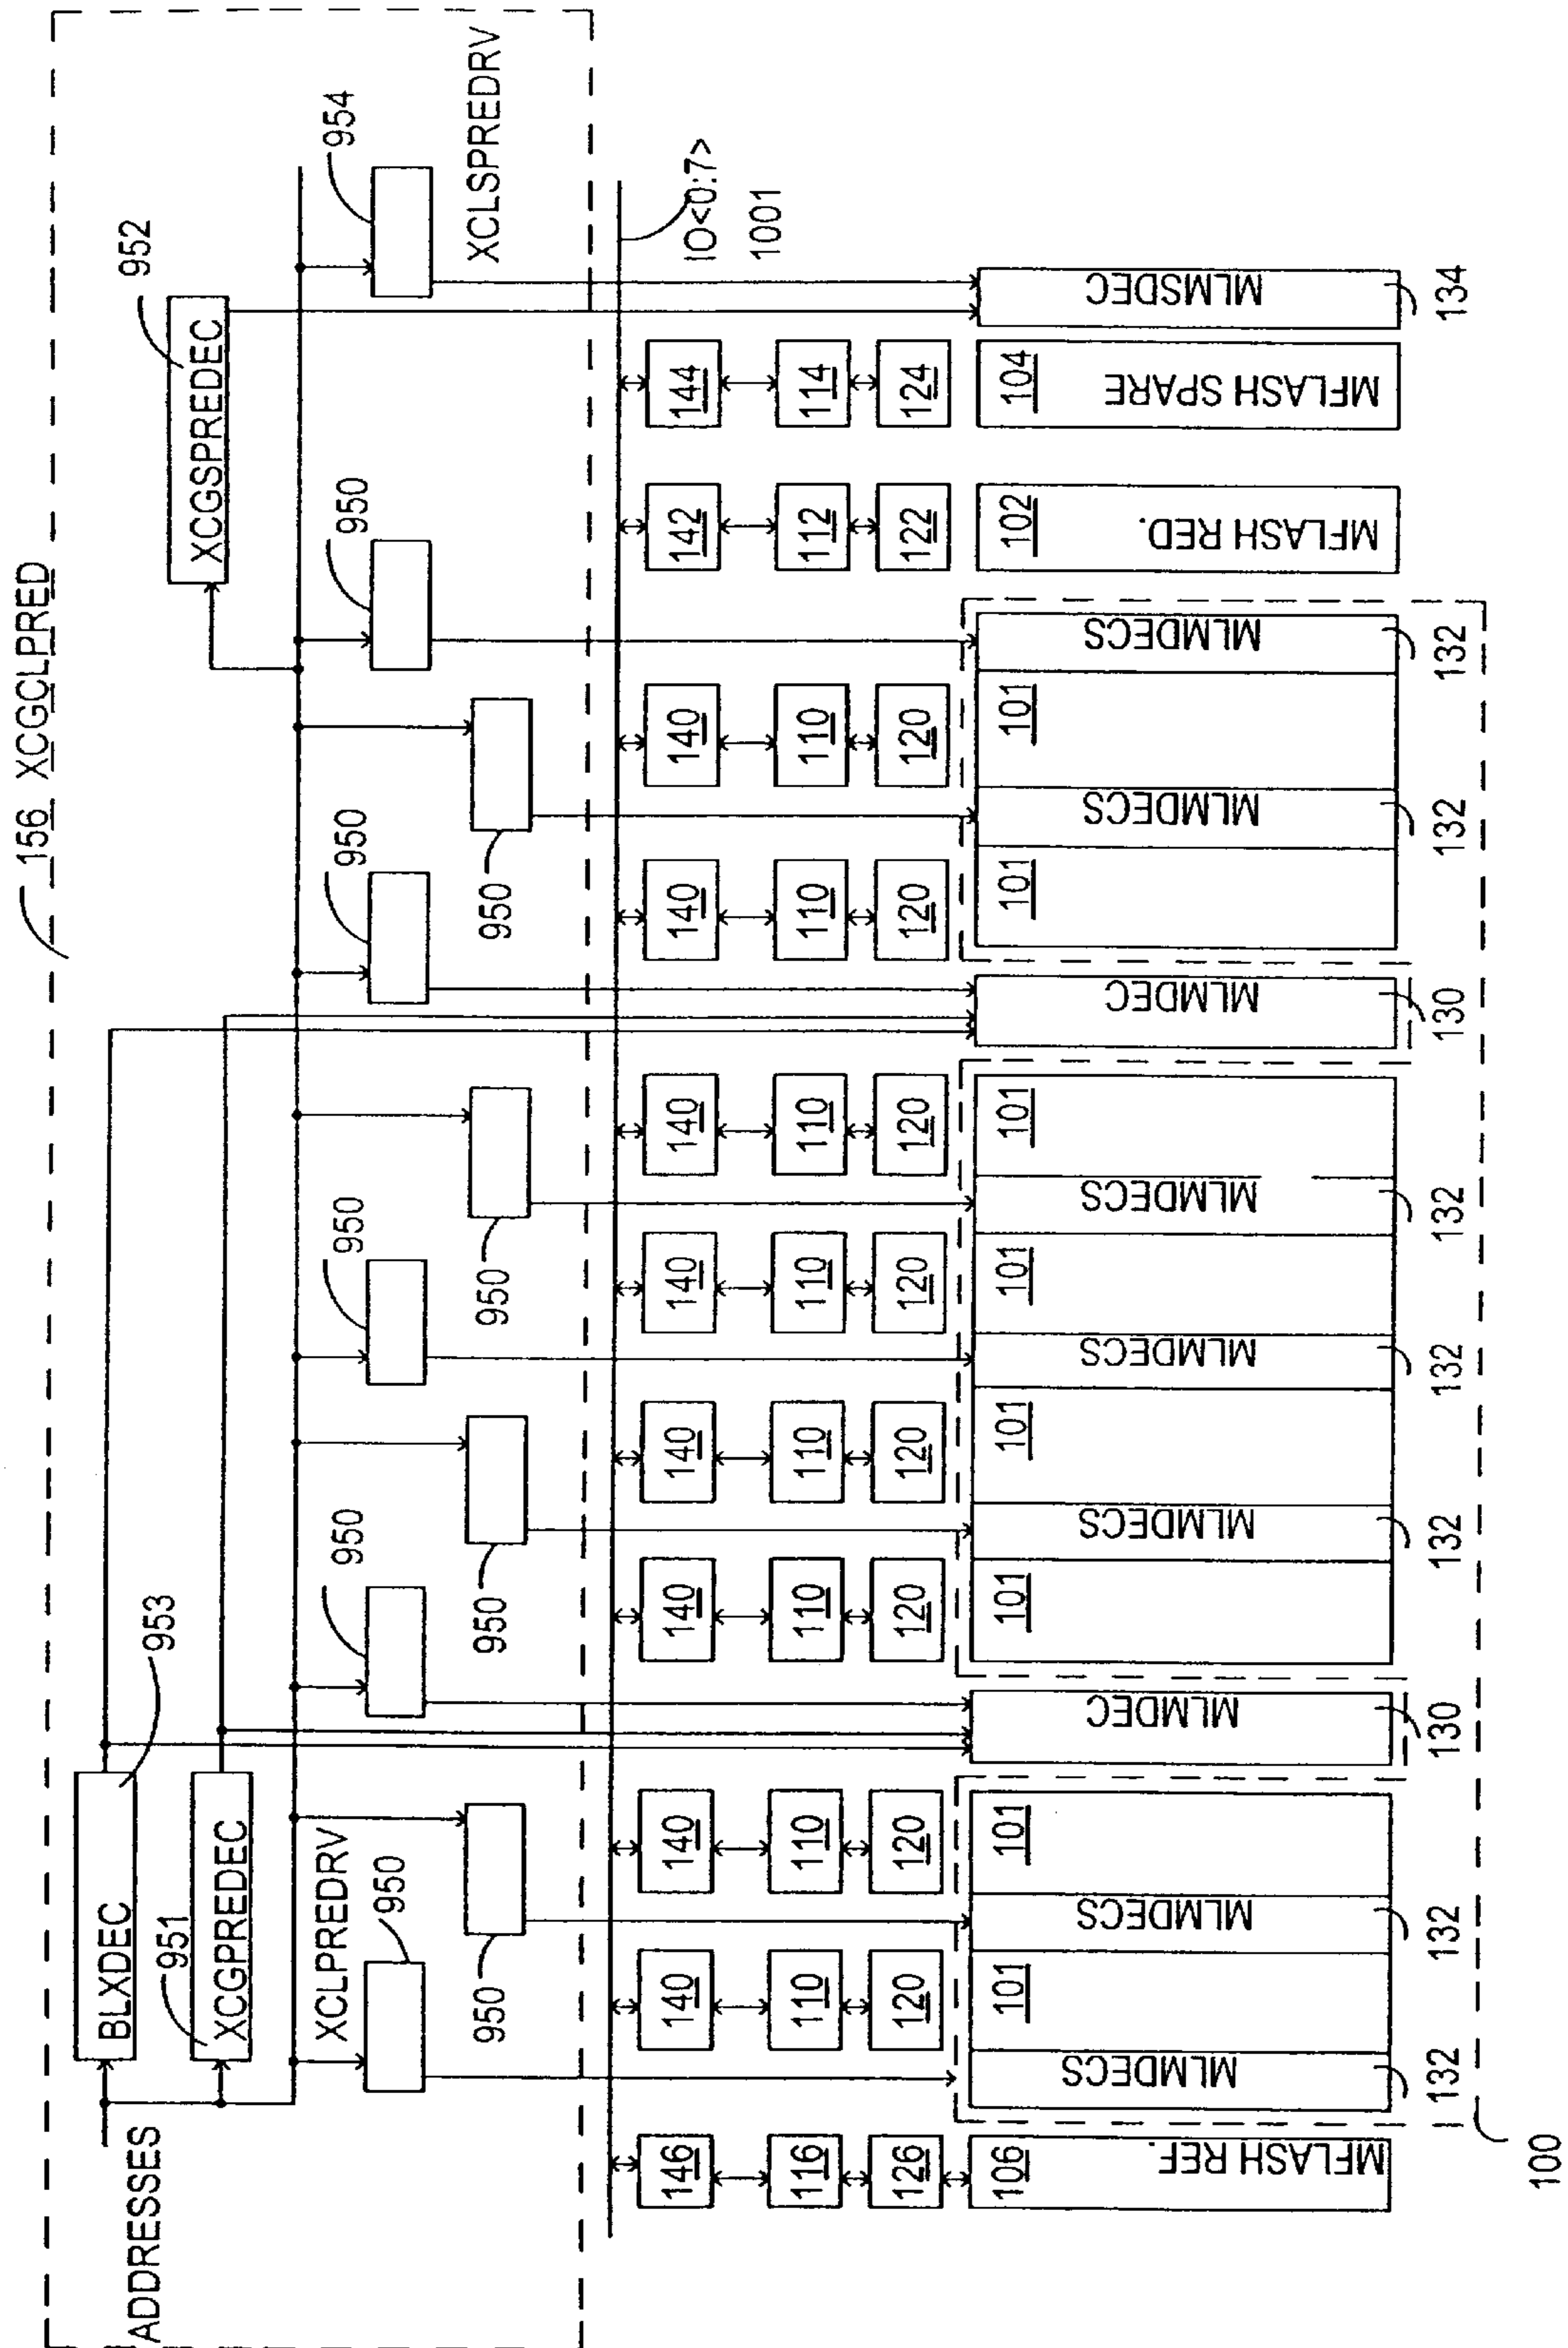 156 XCGCLPRED
ADDRESSES
BLXDEC
953
951
XCGPREDEC
952
XCGSPREDEC
XCLPREDRV
950
950
950
950
950
954
950
950
950
950
XCLSPREDRV
IO<0:7>
1001
146 140 140 140 140 140 140 140 140 142 144
116 110 110 110 110 110 110 110 110 112 114
126 120 120 120 120 120 120 120 120 122 124
106 101 101 101 101 101 101 101 101 102 104
MFLASH REF.
MLMDECS
MLMDECS
MLMDEC
MLMDECS
MLMDECS
MLMDECS
MLMDEC
MLMDECS
MLMDECS
MFLASH RED.
MFLASH SPARE
MLMSDEC
132 132 130 132 132 132 130 132 132 134
100